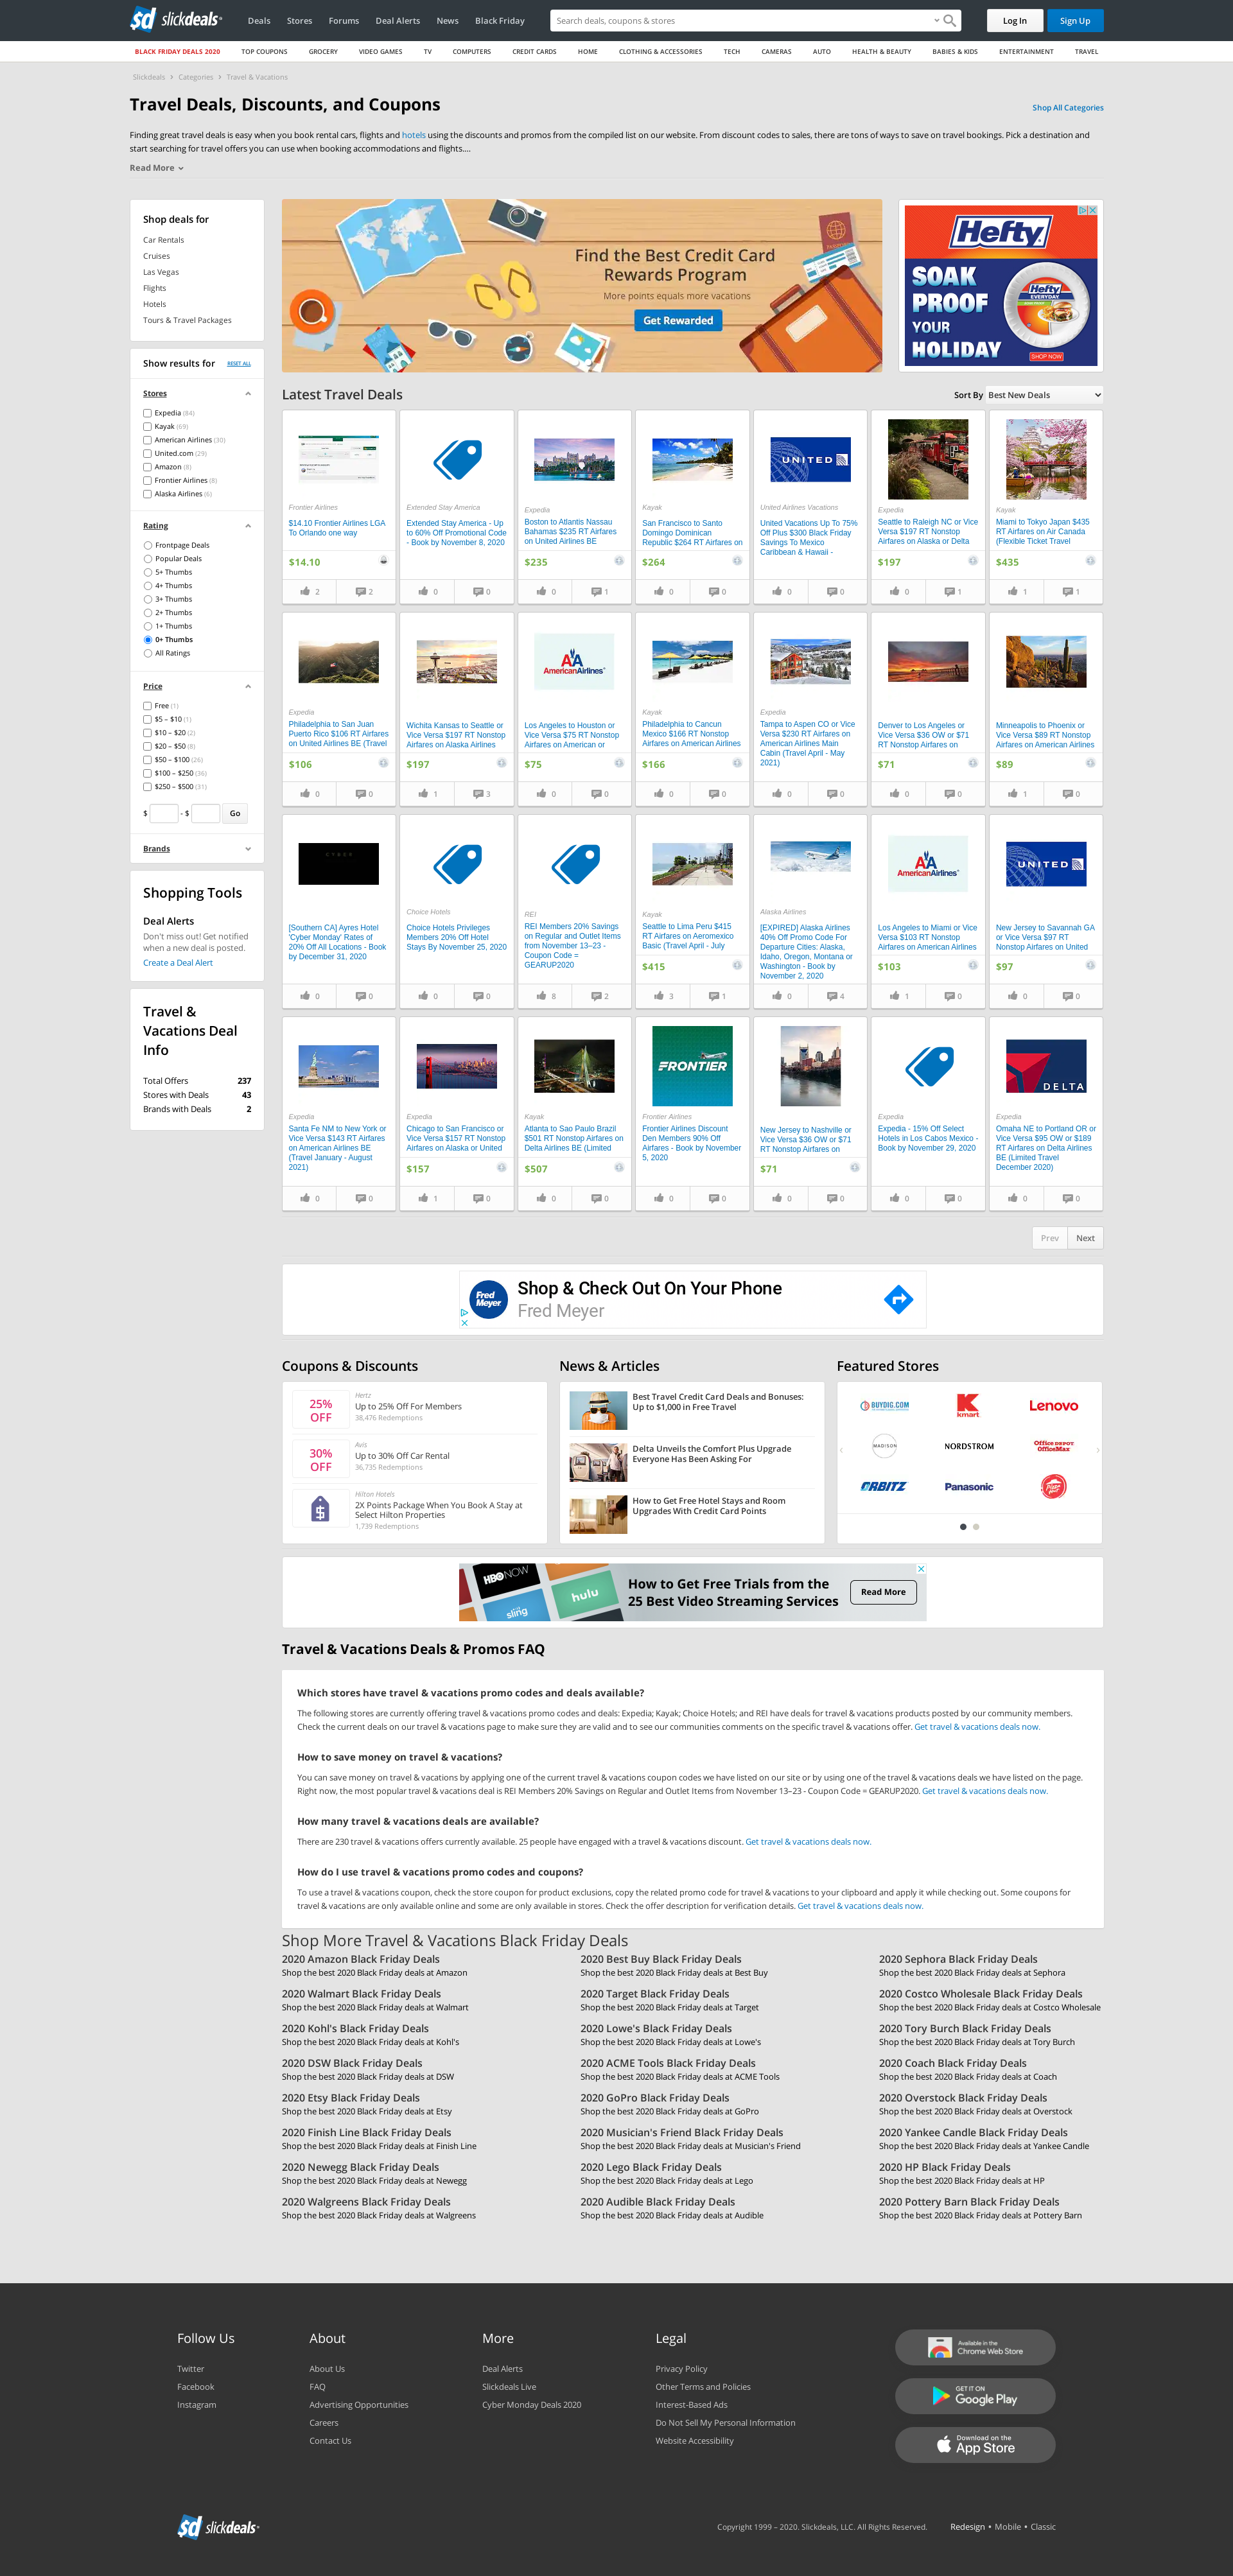 slickdeals
Deals
Stores
Forums
Deal Alerts
News
Black Friday
Search deals, coupons & stores
Log In
Sign Up
BLACK FRIDAY DEALS 2020
TOP COUPONS
GROCERY
VIDEO GAMES
TV
COMPUTERS
CREDIT CARDS
HOME
CLOTHING & ACCESSORIES
TECH
CAMERAS
AUTO
HEALTH & BEAUTY
BABIES & KIDS
ENTERTAINMENT
TRAVEL
Slickdeals > Categories > Travel & Vacations
Travel Deals, Discounts, and Coupons
Shop All Categories
Finding great travel deals is easy when you book rental cars, flights and hotels using the discounts and promos from the compiled list on our website. From discount codes to sales, there are tons of ways to save on travel bookings. Pick a destination and
start searching for travel offers you can use when booking accommodations and flights....
Read More
Shop deals for
Car Rentals
Cruises
Las Vegas
Flights
Hotels
Tours & Travel Packages
Show results for
RESET ALL
Stores
Expedia (84)
Kayak (69)
American Airlines (30)
United.com (29)
Amazon (8)
Frontier Airlines (8)
Alaska Airlines (6)
Rating
Frontpage Deals
Popular Deals
5+ Thumbs
4+ Thumbs
3+ Thumbs
2+ Thumbs
1+ Thumbs
0+ Thumbs
All Ratings
Price
Free (1)
$5 – $10 (1)
$10 – $20 (2)
$20 – $50 (8)
$50 – $100 (26)
$100 – $250 (36)
$250 – $500 (31)
$ - $ Go
Brands
Shopping Tools
Deal Alerts
Don't miss out! Get notified
when a new deal is posted.
Create a Deal Alert
Travel &
Vacations Deal
Info
Total Offers 237
Stores with Deals 43
Brands with Deals 2
PASSPORT
Find the Best Credit Card
Rewards Program
More points equals more vacations
Get Rewarded
Hefty
SOAK
PROOF
YOUR
HOLIDAY
Hefty
EVERYDAY
SHOP NOW
Latest Travel Deals
Sort By Best New Deals
Frontier Airlines
$14.10 Frontier Airlines LGA
To Orlando one way
$14.10
2 2
Extended Stay America
Extended Stay America - Up
to 60% Off Promotional Code
- Book by November 8, 2020
0 0
Expedia
Boston to Atlantis Nassau
Bahamas $235 RT Airfares
on United Airlines BE
$235
0 1
Kayak
San Francisco to Santo
Domingo Dominican
Republic $264 RT Airfares on
$264
0 0
UNITED
United Airlines Vacations
United Vacations Up To 75%
Off Plus $300 Black Friday
Savings To Mexico
Caribbean & Hawaii -
0 0
Expedia
Seattle to Raleigh NC or Vice
Versa $197 RT Nonstop
Airfares on Alaska or Delta
$197
0 1
Kayak
Miami to Tokyo Japan $435
RT Airfares on Air Canada
(Flexible Ticket Travel
$435
1 1
Expedia
Philadelphia to San Juan
Puerto Rico $106 RT Airfares
on United Airlines BE (Travel
$106
0 0
Wichita Kansas to Seattle or
Vice Versa $197 RT Nonstop
Airfares on Alaska Airlines
$197
1 3
AmericanAirlines
Los Angeles to Houston or
Vice Versa $75 RT Nonstop
Airfares on American or
$75
0 0
Kayak
Philadelphia to Cancun
Mexico $166 RT Nonstop
Airfares on American Airlines
$166
0 0
Expedia
Tampa to Aspen CO or Vice
Versa $230 RT Airfares on
American Airlines Main
Cabin (Travel April - May
2021)
0 0
Denver to Los Angeles or
Vice Versa $36 OW or $71
RT Nonstop Airfares on
$71
0 0
Minneapolis to Phoenix or
Vice Versa $89 RT Nonstop
Airfares on American Airlines
$89
1 0
CYBER
[Southern CA] Ayres Hotel
'Cyber Monday' Rates of
20% Off All Locations - Book
by December 31, 2020
0 0
Choice Hotels
Choice Hotels Privileges
Members 20% Off Hotel
Stays By November 25, 2020
0 0
REI
REI Members 20% Savings
on Regular and Outlet Items
from November 13–23 -
Coupon Code =
GEARUP2020
8 2
Kayak
Seattle to Lima Peru $415
RT Airfares on Aeromexico
Basic (Travel April - July
$415
3 1
Alaska Airlines
[EXPIRED] Alaska Airlines
40% Off Promo Code For
Departure Cities: Alaska,
Idaho, Oregon, Montana or
Washington - Book by
November 2, 2020
0 4
AmericanAirlines
Los Angeles to Miami or Vice
Versa $103 RT Nonstop
Airfares on American Airlines
$103
1 0
UNITED
New Jersey to Savannah GA
or Vice Versa $97 RT
Nonstop Airfares on United
$97
0 0
Expedia
Santa Fe NM to New York or
Vice Versa $143 RT Airfares
on American Airlines BE
(Travel January - August
2021)
0 0
Expedia
Chicago to San Francisco or
Vice Versa $157 RT Nonstop
Airfares on Alaska or United
$157
1 0
Kayak
Atlanta to Sao Paulo Brazil
$501 RT Nonstop Airfares on
Delta Airlines BE (Limited
$507
0 0
FRONTIER
Frontier Airlines
Frontier Airlines Discount
Den Members 90% Off
Airfares - Book by November
5, 2020
0 0
New Jersey to Nashville or
Vice Versa $36 OW or $71
RT Nonstop Airfares on
$71
0 0
Expedia
Expedia - 15% Off Select
Hotels in Los Cabos Mexico -
Book by November 29, 2020
0 0
DELTA
Expedia
Omaha NE to Portland OR or
Vice Versa $95 OW or $189
RT Airfares on Delta Airlines
BE (Limited Travel
December 2020)
0 0
Prev
Next
Fred Meyer
Shop & Check Out On Your Phone
Fred Meyer
Coupons & Discounts
25%
OFF
Hertz
Up to 25% Off For Members
38,476 Redemptions
30%
OFF
Avis
Up to 30% Off Car Rental
36,735 Redemptions
Hilton Hotels
2X Points Package When You Book A Stay at
Select Hilton Properties
1,739 Redemptions
News & Articles
Best Travel Credit Card Deals and Bonuses:
Up to $1,000 in Free Travel
Delta Unveils the Comfort Plus Upgrade
Everyone Has Been Asking For
How to Get Free Hotel Stays and Room
Upgrades With Credit Card Points
Featured Stores
BUYDIG.COM
kmart
Lenovo
MADISON
NORDSTROM
Office DEPOT
OfficeMax
ORBITZ
Panasonic
Pizza Hut
HBO NOW
sling
hulu
How to Get Free Trials from the
25 Best Video Streaming Services
Read More
Travel & Vacations Deals & Promos FAQ
Which stores have travel & vacations promo codes and deals available?
The following stores are currently offering travel & vacations promo codes and deals: Expedia; Kayak; Choice Hotels; and REI have deals for travel & vacations products posted by our community members.
Check the current deals on our travel & vacations page to make sure they are valid and to see our communities comments on the specific travel & vacations offer. Get travel & vacations deals now.
How to save money on travel & vacations?
You can save money on travel & vacations by applying one of the current travel & vacations coupon codes we have listed on our site or by using one of the travel & vacations deals we have listed on the page.
Right now, the most popular travel & vacations deal is REI Members 20% Savings on Regular and Outlet Items from November 13–23 - Coupon Code = GEARUP2020. Get travel & vacations deals now.
How many travel & vacations deals are available?
There are 230 travel & vacations offers currently available. 25 people have engaged with a travel & vacations discount. Get travel & vacations deals now.
How do I use travel & vacations promo codes and coupons?
To use a travel & vacations coupon, check the store coupon for product exclusions, copy the related promo code for travel & vacations to your clipboard and apply it while checking out. Some coupons for
travel & vacations are only available online and some are only available in stores. Check the offer description for verification details. Get travel & vacations deals now.
Shop More Travel & Vacations Black Friday Deals
2020 Amazon Black Friday Deals
Shop the best 2020 Black Friday deals at Amazon
2020 Best Buy Black Friday Deals
Shop the best 2020 Black Friday deals at Best Buy
2020 Sephora Black Friday Deals
Shop the best 2020 Black Friday deals at Sephora
2020 Walmart Black Friday Deals
Shop the best 2020 Black Friday deals at Walmart
2020 Target Black Friday Deals
Shop the best 2020 Black Friday deals at Target
2020 Costco Wholesale Black Friday Deals
Shop the best 2020 Black Friday deals at Costco Wholesale
2020 Kohl's Black Friday Deals
Shop the best 2020 Black Friday deals at Kohl's
2020 Lowe's Black Friday Deals
Shop the best 2020 Black Friday deals at Lowe's
2020 Tory Burch Black Friday Deals
Shop the best 2020 Black Friday deals at Tory Burch
2020 DSW Black Friday Deals
Shop the best 2020 Black Friday deals at DSW
2020 ACME Tools Black Friday Deals
Shop the best 2020 Black Friday deals at ACME Tools
2020 Coach Black Friday Deals
Shop the best 2020 Black Friday deals at Coach
2020 Etsy Black Friday Deals
Shop the best 2020 Black Friday deals at Etsy
2020 GoPro Black Friday Deals
Shop the best 2020 Black Friday deals at GoPro
2020 Overstock Black Friday Deals
Shop the best 2020 Black Friday deals at Overstock
2020 Finish Line Black Friday Deals
Shop the best 2020 Black Friday deals at Finish Line
2020 Musician's Friend Black Friday Deals
Shop the best 2020 Black Friday deals at Musician's Friend
2020 Yankee Candle Black Friday Deals
Shop the best 2020 Black Friday deals at Yankee Candle
2020 Newegg Black Friday Deals
Shop the best 2020 Black Friday deals at Newegg
2020 Lego Black Friday Deals
Shop the best 2020 Black Friday deals at Lego
2020 HP Black Friday Deals
Shop the best 2020 Black Friday deals at HP
2020 Walgreens Black Friday Deals
Shop the best 2020 Black Friday deals at Walgreens
2020 Audible Black Friday Deals
Shop the best 2020 Black Friday deals at Audible
2020 Pottery Barn Black Friday Deals
Shop the best 2020 Black Friday deals at Pottery Barn
Follow Us
Twitter
Facebook
Instagram
About
About Us
FAQ
Advertising Opportunities
Careers
Contact Us
More
Deal Alerts
Slickdeals Live
Cyber Monday Deals 2020
Legal
Privacy Policy
Other Terms and Policies
Interest-Based Ads
Do Not Sell My Personal Information
Website Accessibility
Available in the
Chrome Web Store
GET IT ON
Google Play
Download on the
App Store
slickdeals
Copyright 1999 – 2020. Slickdeals, LLC. All Rights Reserved.
Redesign • Mobile • Classic